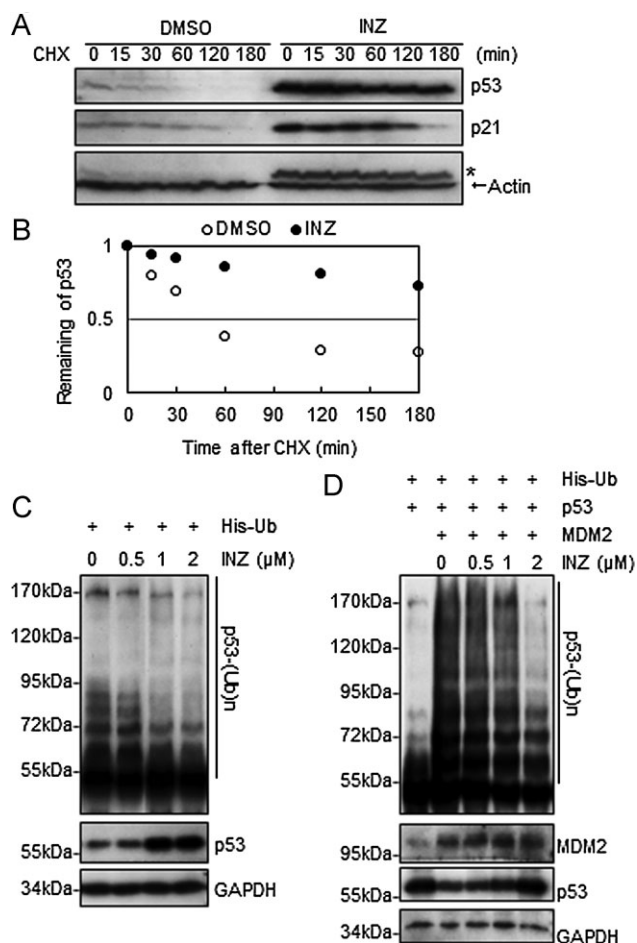 A
DMSO INZ
CHX 0 15 30 60 120 180 0 15 30 60 120 180 (min)
p53
p21
*
←Actin
B
○DMSO ●INZ
Remaining of p53
1
0.5
0
0 30 60 90 120 150 180
Time after CHX (min)
C
+ + + + His-Ub
0 0.5 1 2 INZ (µM)
170kDa-
120kDa-
95kDa-
72kDa-
55kDa-
p53-(Ub)n
55kDa- p53
34kDa- GAPDH
D
+ + + + + His-Ub
+ + + + + p53
+ + + + MDM2
0 0.5 1 2 INZ (µM)
170kDa-
120kDa-
95kDa-
72kDa-
55kDa-
p53-(Ub)n
95kDa- MDM2
55kDa- p53
34kDa- GAPDH